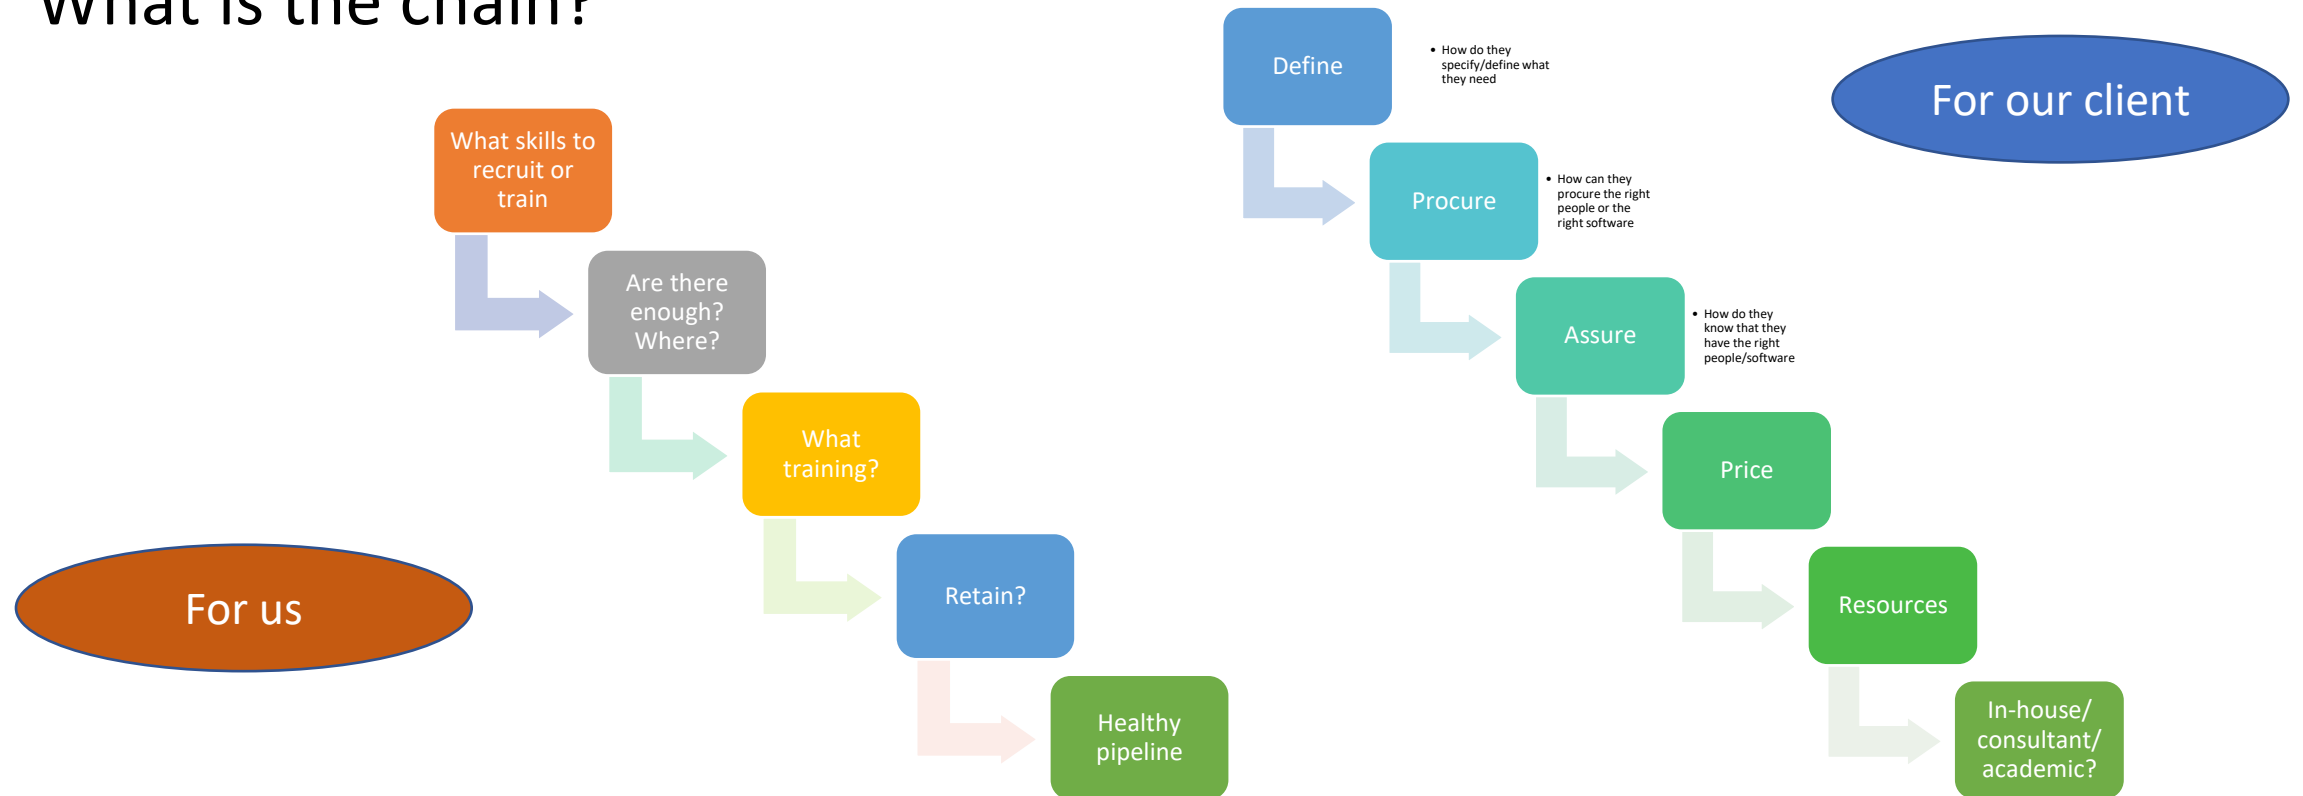 What is the chain?
For us
What skills to
recruit or
train
Are there
enough?
Where?
What
training?
Retain?
Healthy
pipeline
For our client
Define
• How do they
specify/define what
they need
Procure
• How can they
procure the right
people or the
right software
Assure
• How do they
know that they
have the right
people/software
Price
Resources
In-house/
consultant/
academic?